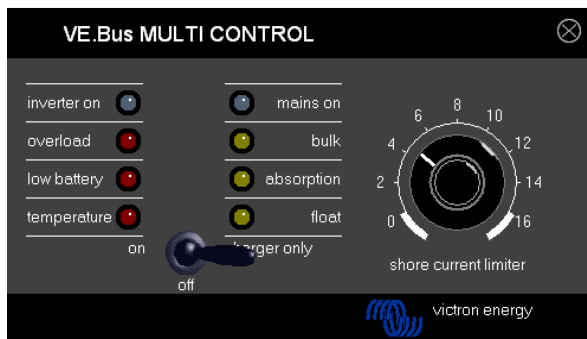 VE.Bus MULTI CONTROL
inverter on
overload
low battery
temperature
mains on
bulk
absorption
float
on
off
harger only
0
2
4
6
8
10
12
14
16
shore current limiter
victron energy